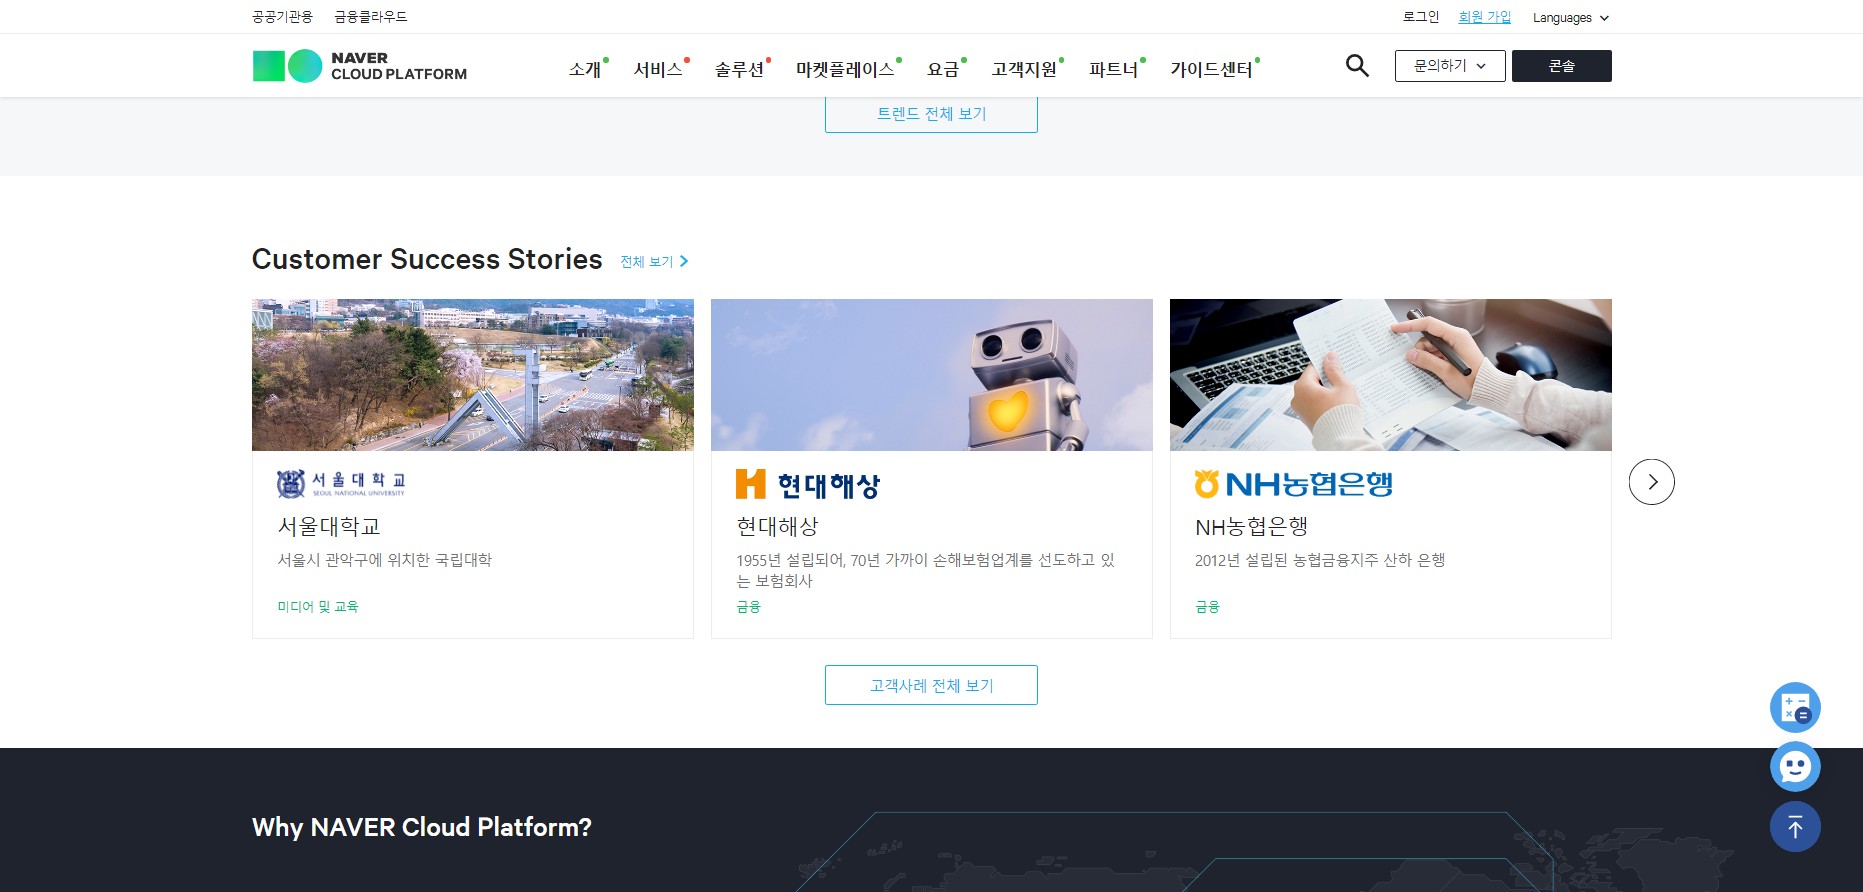 공공기관용 금융클라우드 로그인 회원 가입 Languages
NAVER
CLOUD PLATFORM
소개 서비스 솔루션 마켓플레이스 요금 고객지원 파트너 가이드센터 문의하기 콘솔
트렌드 전체 보기
Customer Success Stories 전체 보기
서울대학교
SEOUL NATIONAL UNIVERSITY
서울대학교
서울시 관악구에 위치한 국립대학
미디어 및 교육
현대해상
현대해상
1955년 설립되어, 70년 가까이 손해보험업계를 선도하고 있
는 보험회사
금융
NH농협은행
NH농협은행
2012년 설립된 농협금융지주 산하 은행
금융
고객사례 전체 보기
Why NAVER Cloud Platform?